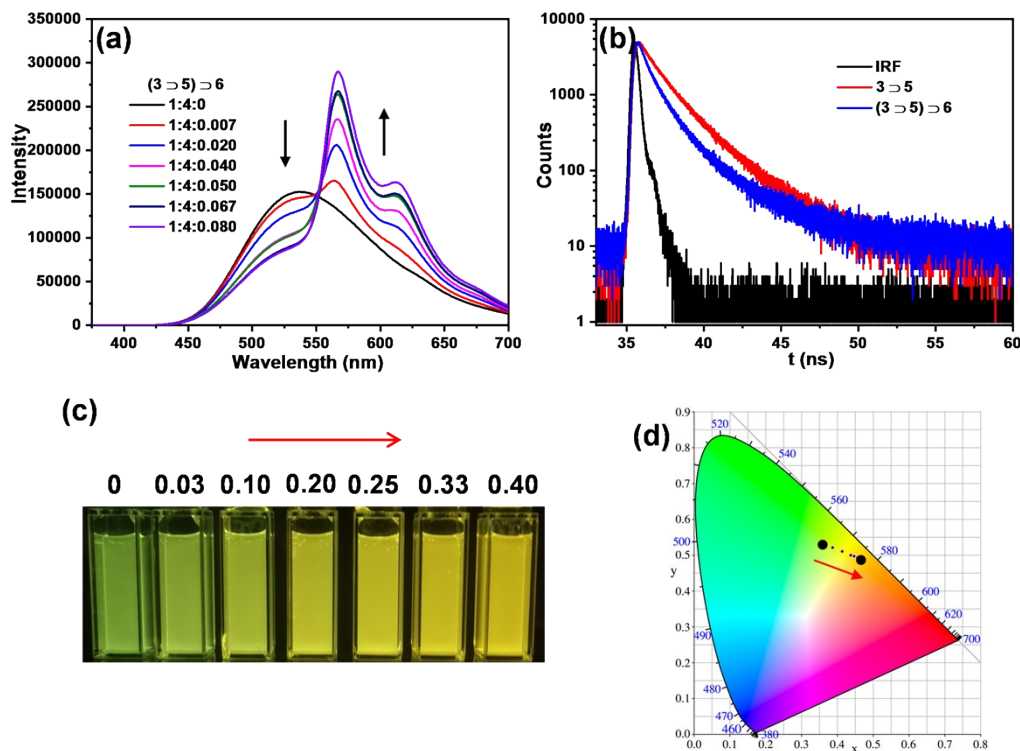 (a)
350000
300000
250000
200000
150000
100000
50000
0
Intensity
(3 ⊃ 5) ⊃ 6
1:4:0
1:4:0.007
1:4:0.020
1:4:0.040
1:4:0.050
1:4:0.067
1:4:0.080
400 450 500 550 600 650 700
Wavelength (nm)
(b)
10000
1000
100
10
1
Counts
IRF
3 ⊃ 5
(3 ⊃ 5) ⊃ 6
35 40 45 50 55 60
t (ns)
(c)
0 0.03 0.10 0.20 0.25 0.33 0.40
(d)
0.9
0.8
0.7
0.6
0.5
y
0.4
0.3
0.2
0.1
0.0
0.0 0.1 0.2 0.3 0.4 0.5 0.6 0.7 0.8
x
520
540
560
500
580
600
620
490
700
480
470
460
380